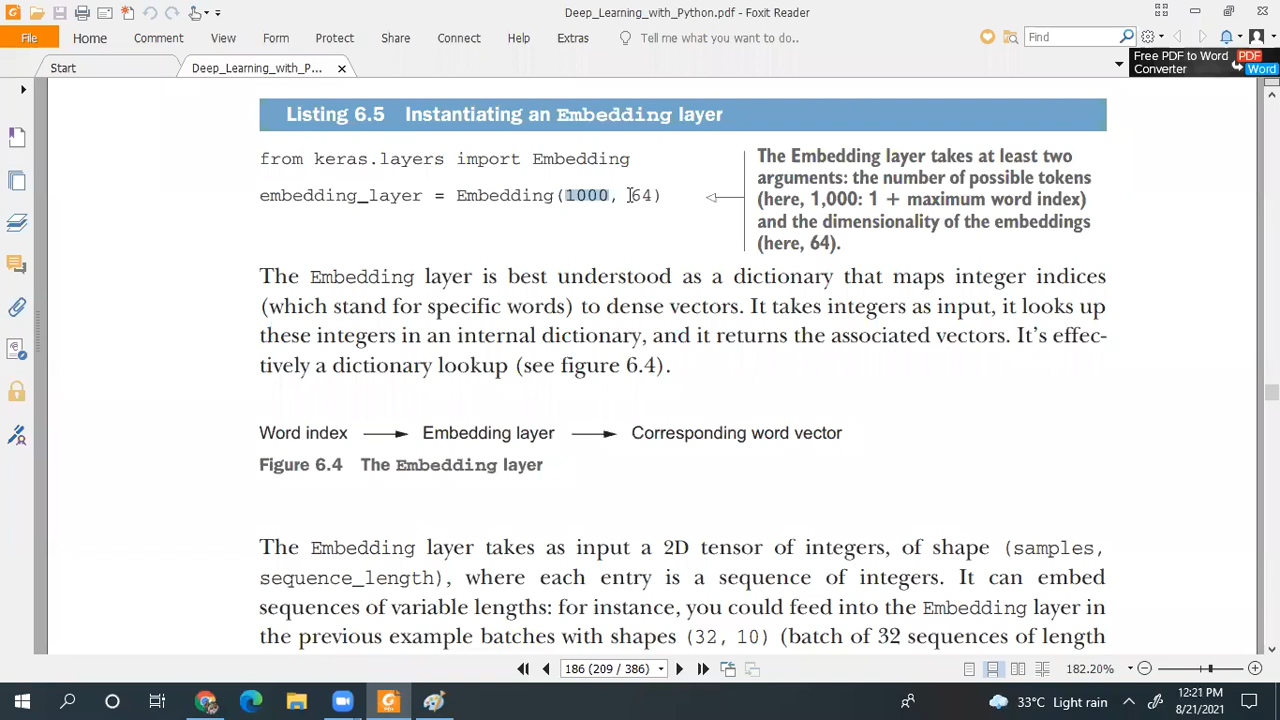 Deep_Learning_with_Python.pdf - Foxit Reader
File Home Comment View Form Protect Share Connect Help Extras Tell me what you want to do.. Find
Start Deep_Learning_with_P... Free PDF to Word PDF
Converter Word
Listing 6.5 Instantiating an Embedding layer
from keras.layers import Embedding
embedding_layer = Embedding(1000, 64)
The Embedding layer takes at least two
arguments: the number of possible tokens
(here, 1,000: 1 + maximum word index)
and the dimensionality of the embeddings
(here, 64).
The Embedding layer is best understood as a dictionary that maps integer indices
(which stand for specific words) to dense vectors. It takes integers as input, it looks up
these integers in an internal dictionary, and it returns the associated vectors. It's effec-
tively a dictionary lookup (see figure 6.4).
Word index Embedding layer Corresponding word vector
Figure 6.4 The Embedding layer
The Embedding layer takes as input a 2D tensor of integers, of shape (samples,
sequence_length), where each entry is a sequence of integers. It can embed
sequences of variable lengths: for instance, you could feed into the Embedding layer in
the previous example batches with shapes (32, 10) (batch of 32 sequences of length
186 (209 / 386) 182.20%
33°C Light rain
12:21 PM
8/21/2021